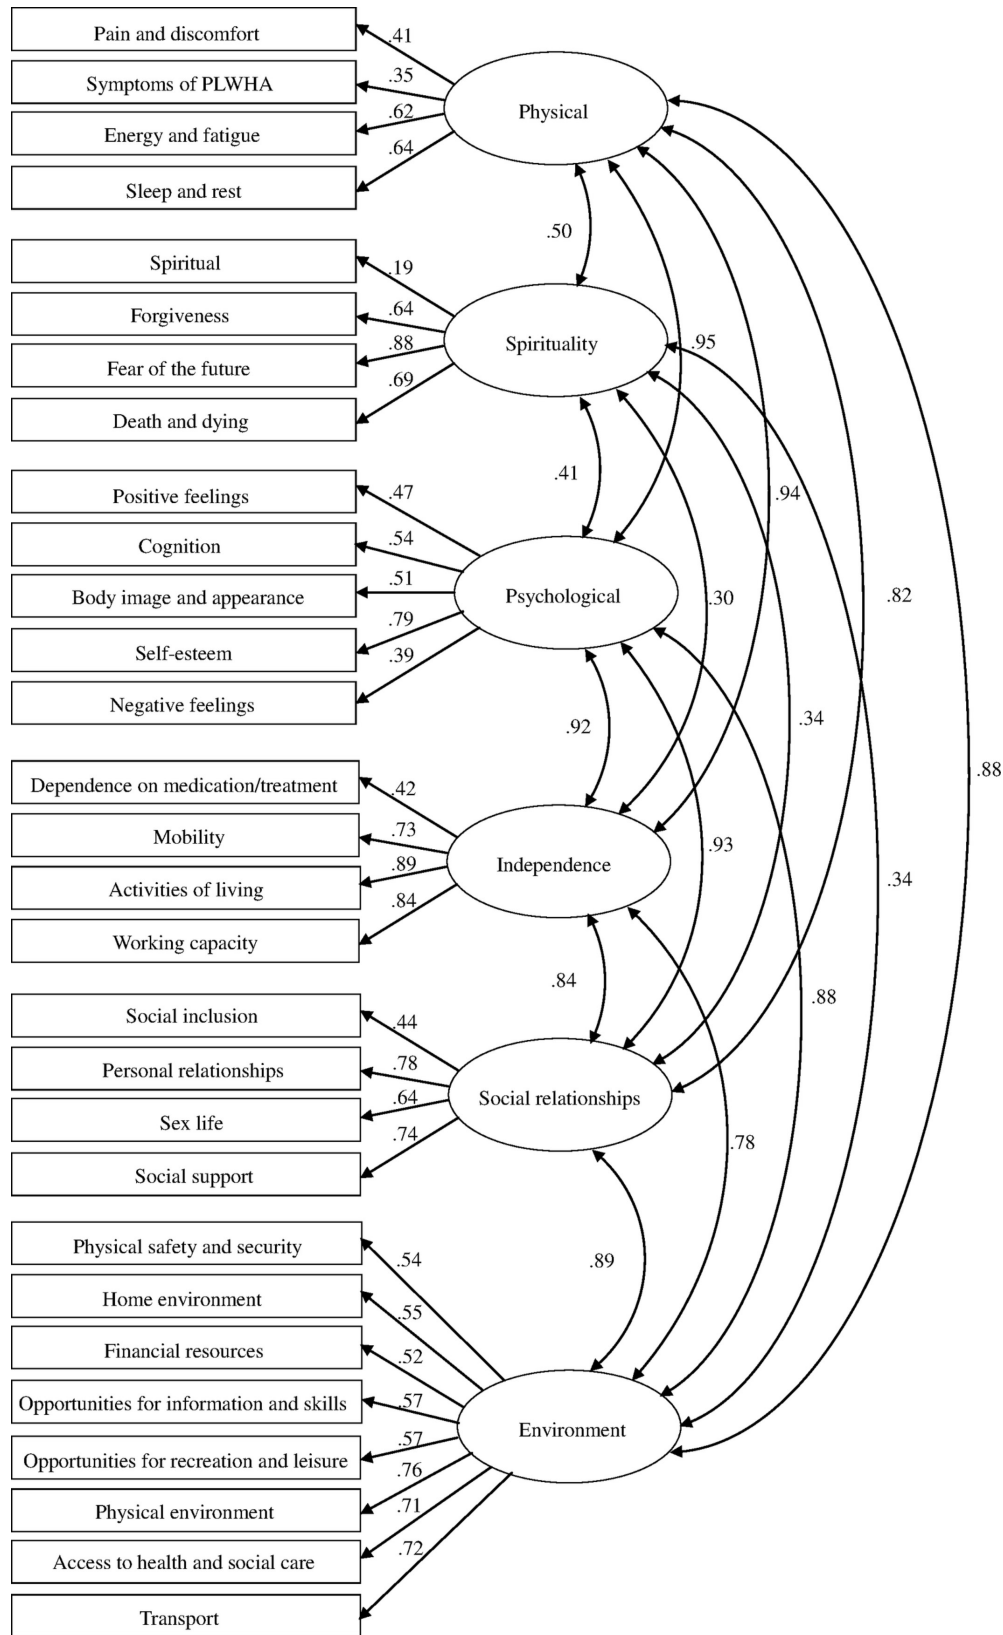 Pain and discomfort
.41
Symptoms of PLWHA
.35
Physical
Energy and fatigue
.62
Sleep and rest
.64
.50
Spiritual
.19
Forgiveness
.64
Spirituality
.95
Fear of the future
.88
Death and dying
.69
.41
Positive feelings
.47
.94
Cognition
.54
Body image and appearance
.51
Psychological
.30
.82
Self-esteem
.79
Negative feelings
.39
.92
.34
.88
Dependence on medication/treatment
.42
Mobility
.73
.93
Independence
Activities of living
.89
.34
Working capacity
.84
.84
.88
Social inclusion
.44
Personal relationships
.78
Social relationships
Sex life
.64
Social support
.74
.78
Physical safety and security
.54
.89
Home environment
.55
Financial resources
.52
Opportunities for information and skills
.57
Environment
Opportunities for recreation and leisure
.57
Physical environment
.76
Access to health and social care
.71
Transport
.72